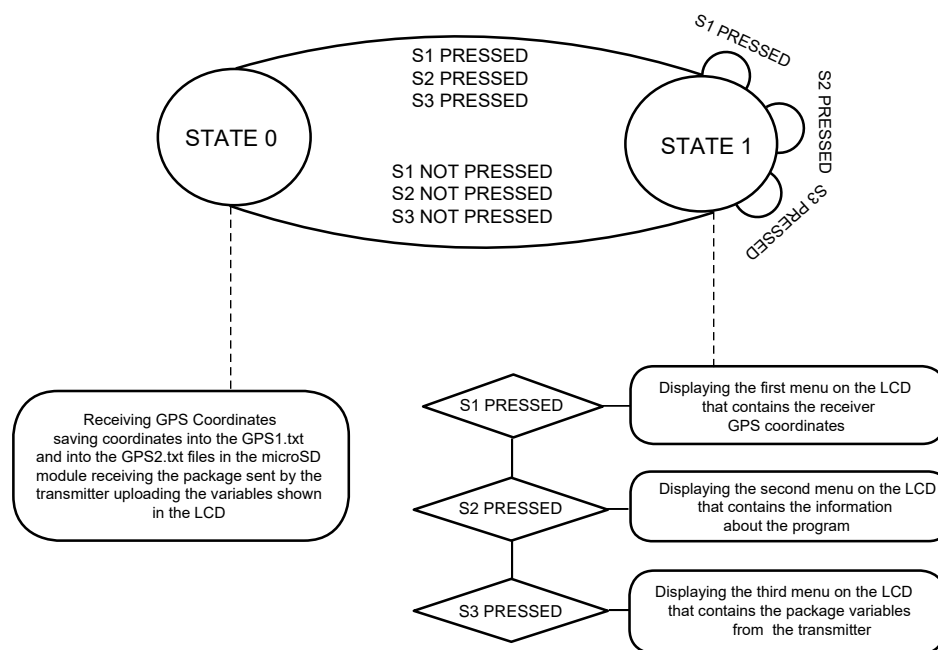 S1 PRESSED
S2 PRESSED
S3 PRESSED
STATE 0
STATE 1
S1 PRESSED
S2 PRESSED
S3 PRESSED
S1 NOT PRESSED
S2 NOT PRESSED
S3 NOT PRESSED
Receiving GPS Coordinates
saving coordinates into the GPS1.txt
and into the GPS2.txt files in the microSD
module receiving the package sent by the
transmitter uploading the variables shown
in the LCD
S1 PRESSED
Displaying the first menu on the LCD
that contains the receiver
GPS coordinates
S2 PRESSED
Displaying the second menu on the LCD
that contains the information
about the program
S3 PRESSED
Displaying the third menu on the LCD
that contains the package variables
from the transmitter